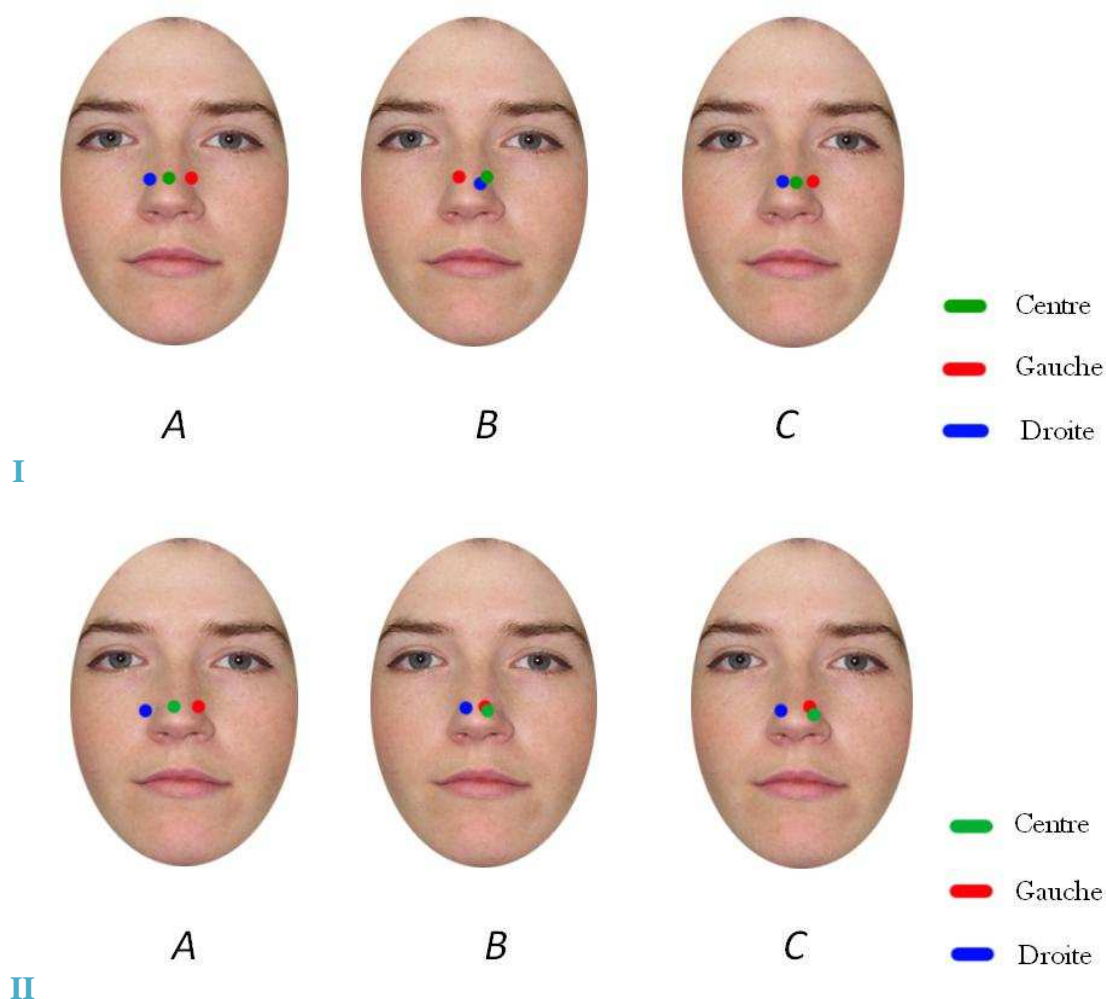 Centre
Gauche
Droite
A B C
I
Centre
Gauche
Droite
A B C
II